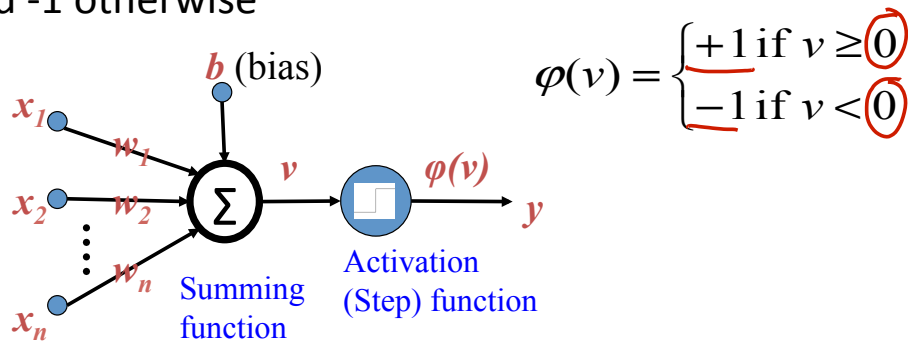 d -1 otherwise
b (bias)
φ(v) = { +1 if v ≥ 0
-1 if v < 0
x1
w1
v
φ(v)
x2
w2
Σ
y
wn
xn
Summing
function
Activation
(Step) function